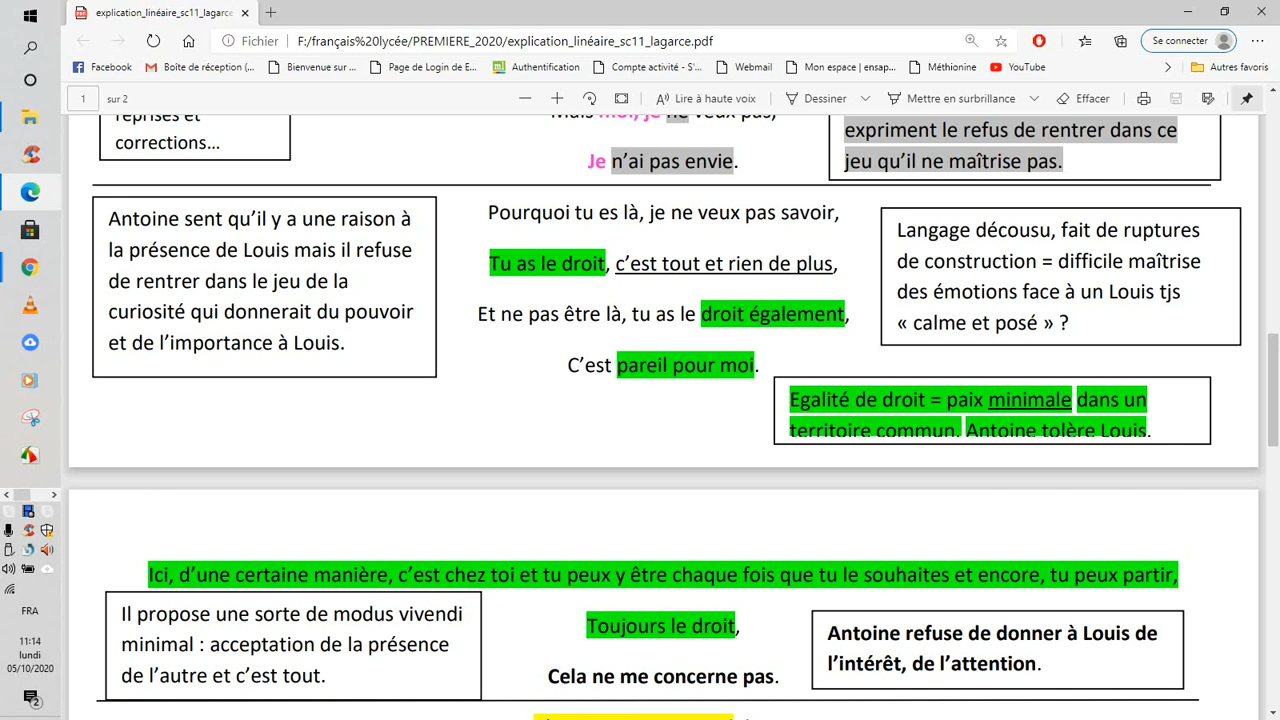 explication_linéaire_sc11_lagarce
Fichier
F:/français%20lycée/PREMIERE_2020/explication_linéaire_sc11_lagarce.pdf
Se connecter
Facebook
Boîte de réception (...
Bienvenue sur ...
Page de Login de E...
Authentification
Compte activité - S'...
Webmail
Mon espace | ensap...
Méthionine
YouTube
Autres favoris
1
sur 2
Lire à haute voix
Dessiner
Mettre en surbrillance
Effacer
reprises et
corrections...
Mais moi, je ne veux pas,
Je n'ai pas envie.
expriment le refus de rentrer dans ce
jeu qu'il ne maîtrise pas.
Antoine sent qu'il y a une raison à
la présence de Louis mais il refuse
de rentrer dans le jeu de la
curiosité qui donnerait du pouvoir
et de l'importance à Louis.
Pourquoi tu es là, je ne veux pas savoir,
Tu as le droit, c'est tout et rien de plus,
Et ne pas être là, tu as le droit également,
C'est pareil pour moi.
Langage décousu, fait de ruptures
de construction = difficile maîtrise
des émotions face à un Louis tjs
« calme et posé » ?
Egalité de droit = paix minimale dans un
territoire commun. Antoine tolère Louis.
Ici, d'une certaine manière, c'est chez toi et tu peux y être chaque fois que tu le souhaites et encore, tu peux partir,
Il propose une sorte de modus vivendi
minimal : acceptation de la présence
de l'autre et c'est tout.
Toujours le droit,
Cela ne me concerne pas.
Antoine refuse de donner à Louis de
l'intérêt, de l'attention.
FRA
11:14
lundi
05/10/2020
2